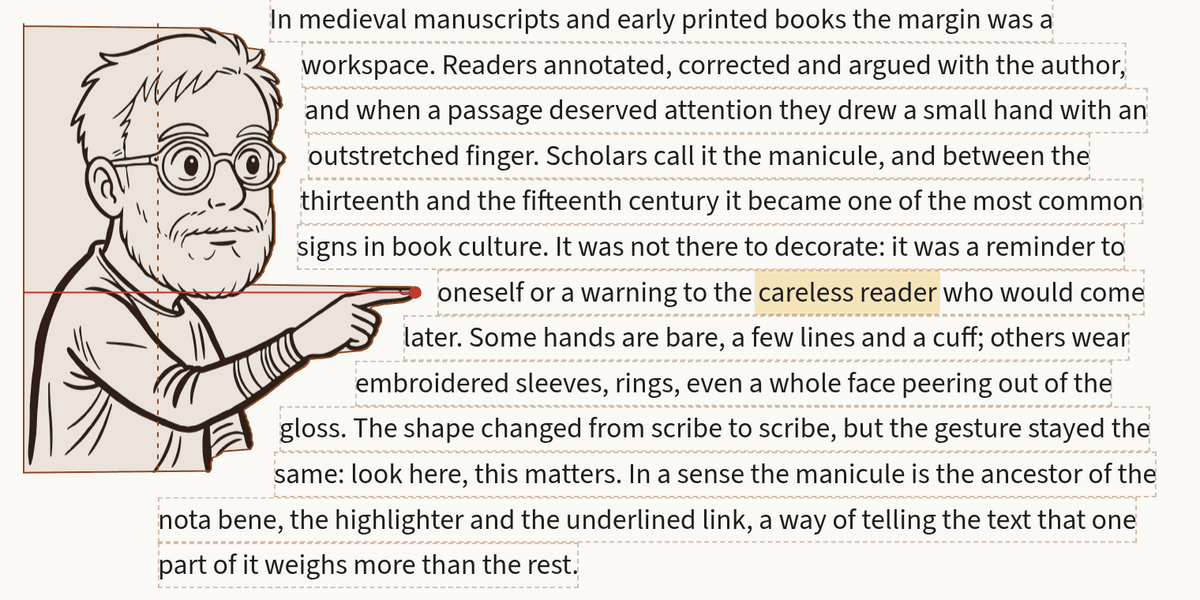 In medieval manuscripts and early printed books the margin was a
workspace. Readers annotated, corrected and argued with the author,
and when a passage deserved attention they drew a small hand with an
outstretched finger. Scholars call it the manicule, and between the
thirteenth and the fifteenth century it became one of the most common
signs in book culture. It was not there to decorate: it was a reminder to
oneself or a warning to the careless reader who would come
later. Some hands are bare, a few lines and a cuff; others wear
embroidered sleeves, rings, even a whole face peering out of the
gloss. The shape changed from scribe to scribe, but the gesture stayed the
same: look here, this matters. In a sense the manicule is the ancestor of the
nota bene, the highlighter and the underlined link, a way of telling the text that one
part of it weighs more than the rest.